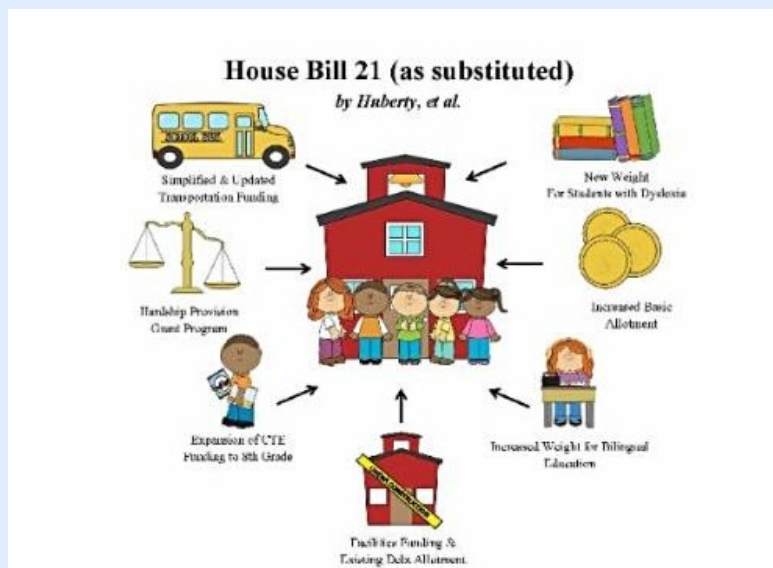 House Bill 21 (as substituted)
by Huberty, et al.
SCHOOL BUS
Simplified & Updated
Transportation Funding
New Weight
For Students with Dyslexia
Hardship Provision
Grant Program
Increased Basic
Allotment
Expansion of CTE
Funding to 8th Grade
Increased Weight for Bilingual
Education
UNDER CONSTRUCTION
Facilities Funding &
Existing Debt Allotment